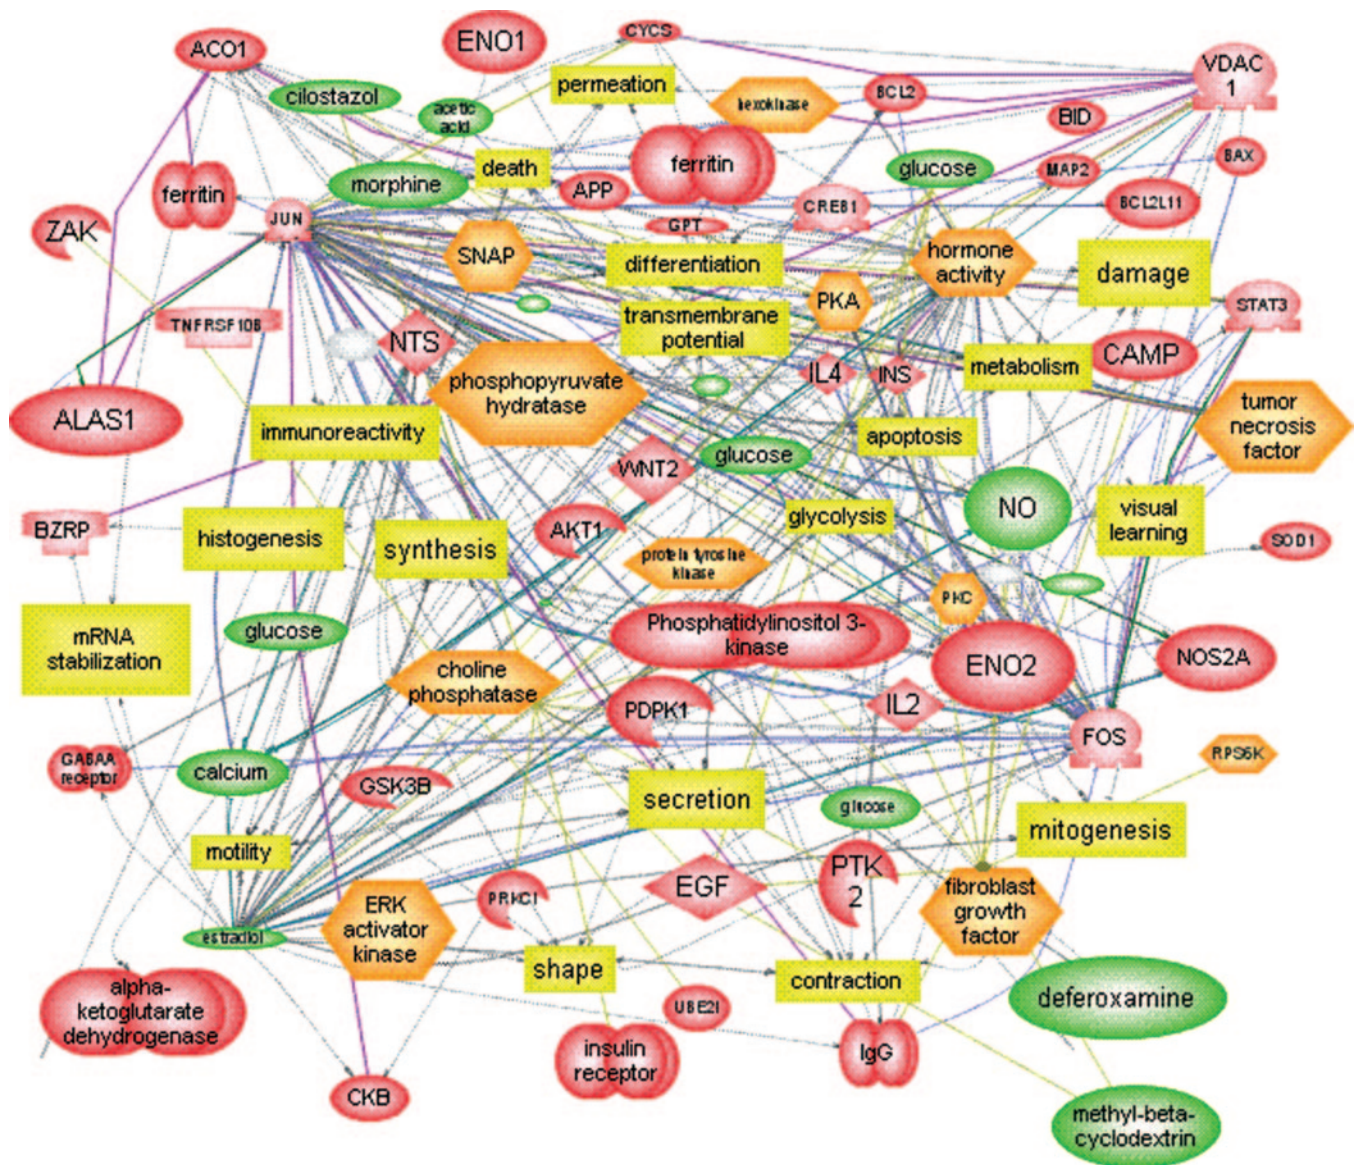 ACO1
ENO1
CYCS
VDAC
1
cilostazol
acetic
acid
permeation
hexokinase
BCL2
BID
BAX
ferritin
morphine
death
APP
ferritin
glucose
MAP2
BCL2L11
ZAK
JUN
SNAP
GPT
CREB1
hormone
activity
differentiation
damage
TNFRSF10B
NTS
transmembrane
potential
PKA
STAT3
phosphopyruvate
hydratase
IL4
INS
metabolism
CAMP
ALAS1
immunoreactivity
WNT2
glucose
apoptosis
tumor
necrosis
factor
BZRP
histogenesis
synthesis
AKT1
protein tyrosine
kinase
glycolysis
NO
visual
learning
SOD1
mRNA
stabilization
glucose
choline
phosphatase
Phosphatidylinositol 3-
kinase
PKC
ENO2
NOS2A
PDPK1
IL2
FOS
GABAA
receptor
calcium
GSK3B
secretion
glucose
RPS6K
mitogenesis
motility
estradiol
ERK
activator
kinase
PRKCI
EGF
PTK
2
fibroblast
growth
factor
shape
contraction
deferoxamine
alpha-
ketoglutarate
dehydrogenase
UBE2I
insulin
receptor
IgG
CKB
methyl-beta-
cyclodextrin